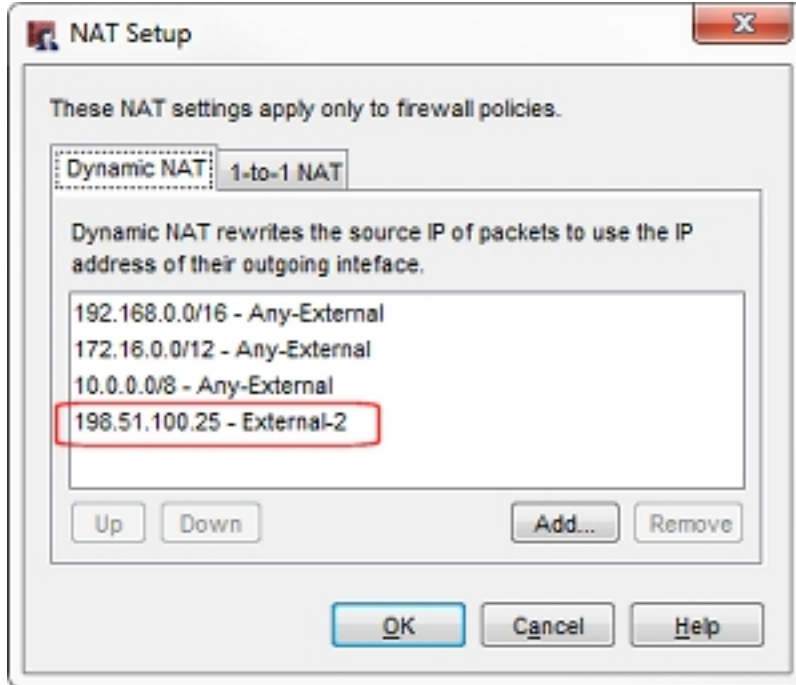 NAT Setup
These NAT settings apply only to firewall policies.
Dynamic NAT
1-to-1 NAT
Dynamic NAT rewrites the source IP of packets to use the IP
address of their outgoing inteface.
192.168.0.0/16 - Any-External
172.16.0.0/12 - Any-External
10.0.0.0/8 - Any-External
198.51.100.25 - External-2
Up
Down
Add...
Remove
OK
Cancel
Help